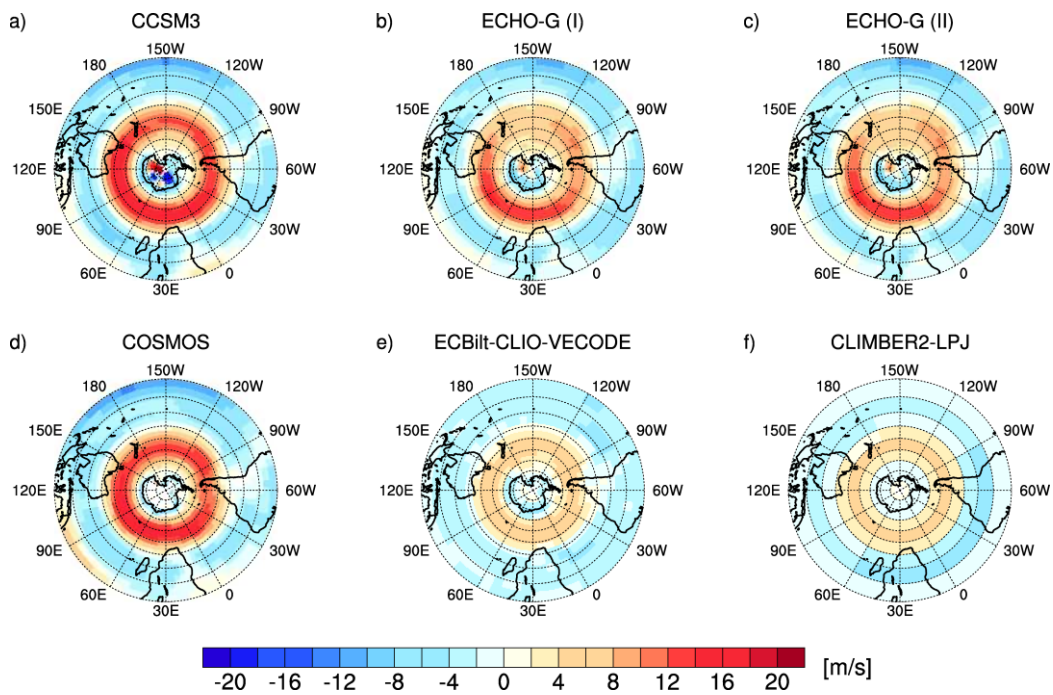 a) CCSM3
b) ECHO-G (I)
c) ECHO-G (II)
150W
180 120W
150E 90W
120E 60W
90E 30W
60E 0
30E
150W
180 120W
150E 90W
120E 60W
90E 30W
60E 0
30E
150W
180 120W
150E 90W
120E 60W
90E 30W
60E 0
30E
d) COSMOS
e) ECBilt-CLIO-VECODE
f) CLIMBER2-LPJ
150W
180 120W
150E 90W
120E 60W
90E 30W
60E 0
30E
150W
180 120W
150E 90W
120E 60W
90E 30W
60E 0
30E
150W
180 120W
150E 90W
120E 60W
90E 30W
60E 0
30E
-20 -16 -12 -8 -4 0 4 8 12 16 20 [m/s]